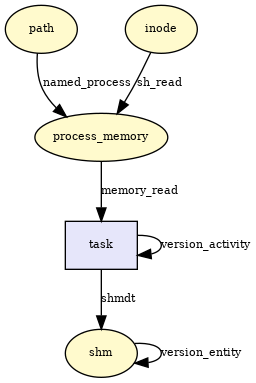 path
inode
named_process
sh_read
process_memory
memory_read
task
version_activity
shmdt
shm
version_entity